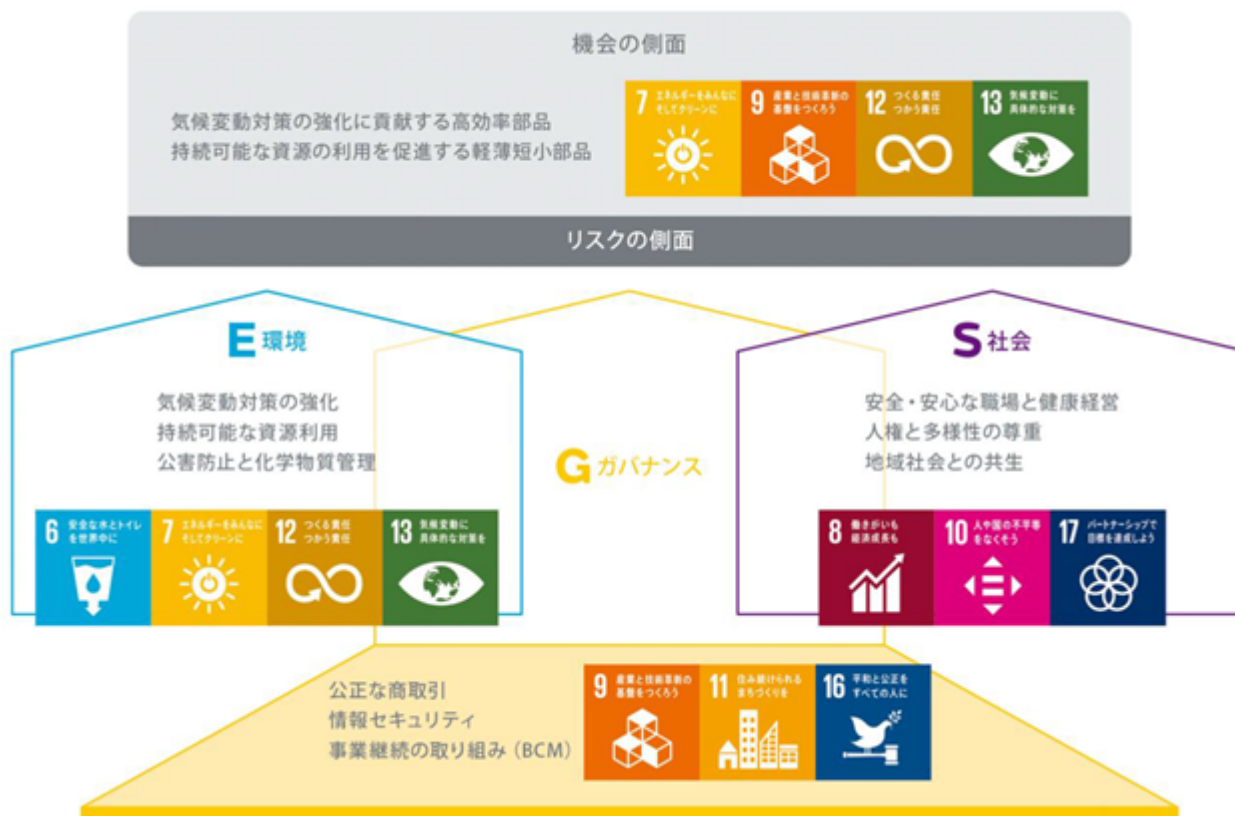 機会の側面
気候変動対策の強化に貢献する高効率部品
持続可能な資源の利用を促進する軽薄短小部品
7 エネルギーをみんなに
そしてクリーンに
9 産業と技術革新の
基盤をつくろう
12 つくる責任
つかう責任
13 気候変動に
具体的な対策を
リスクの側面
E 環境
気候変動対策の強化
持続可能な資源利用
公害防止と化学物質管理
6 安全な水とトイレ
を世界中に
7 エネルギーをみんなに
そしてクリーンに
12 つくる責任
つかう責任
13 気候変動に
具体的な対策を
G ガバナンス
S 社会
安全・安心な職場と健康経営
人権と多様性の尊重
地域社会との共生
8 働きがいも
経済成長も
10 人や国の不平等
をなくそう
17 パートナーシップで
目標を達成しよう
公正な商取引
情報セキュリティ
事業継続の取り組み（BCM）
9 産業と技術革新の
基盤をつくろう
11 住み続けられる
まちづくりを
16 平和と公正を
すべての人に